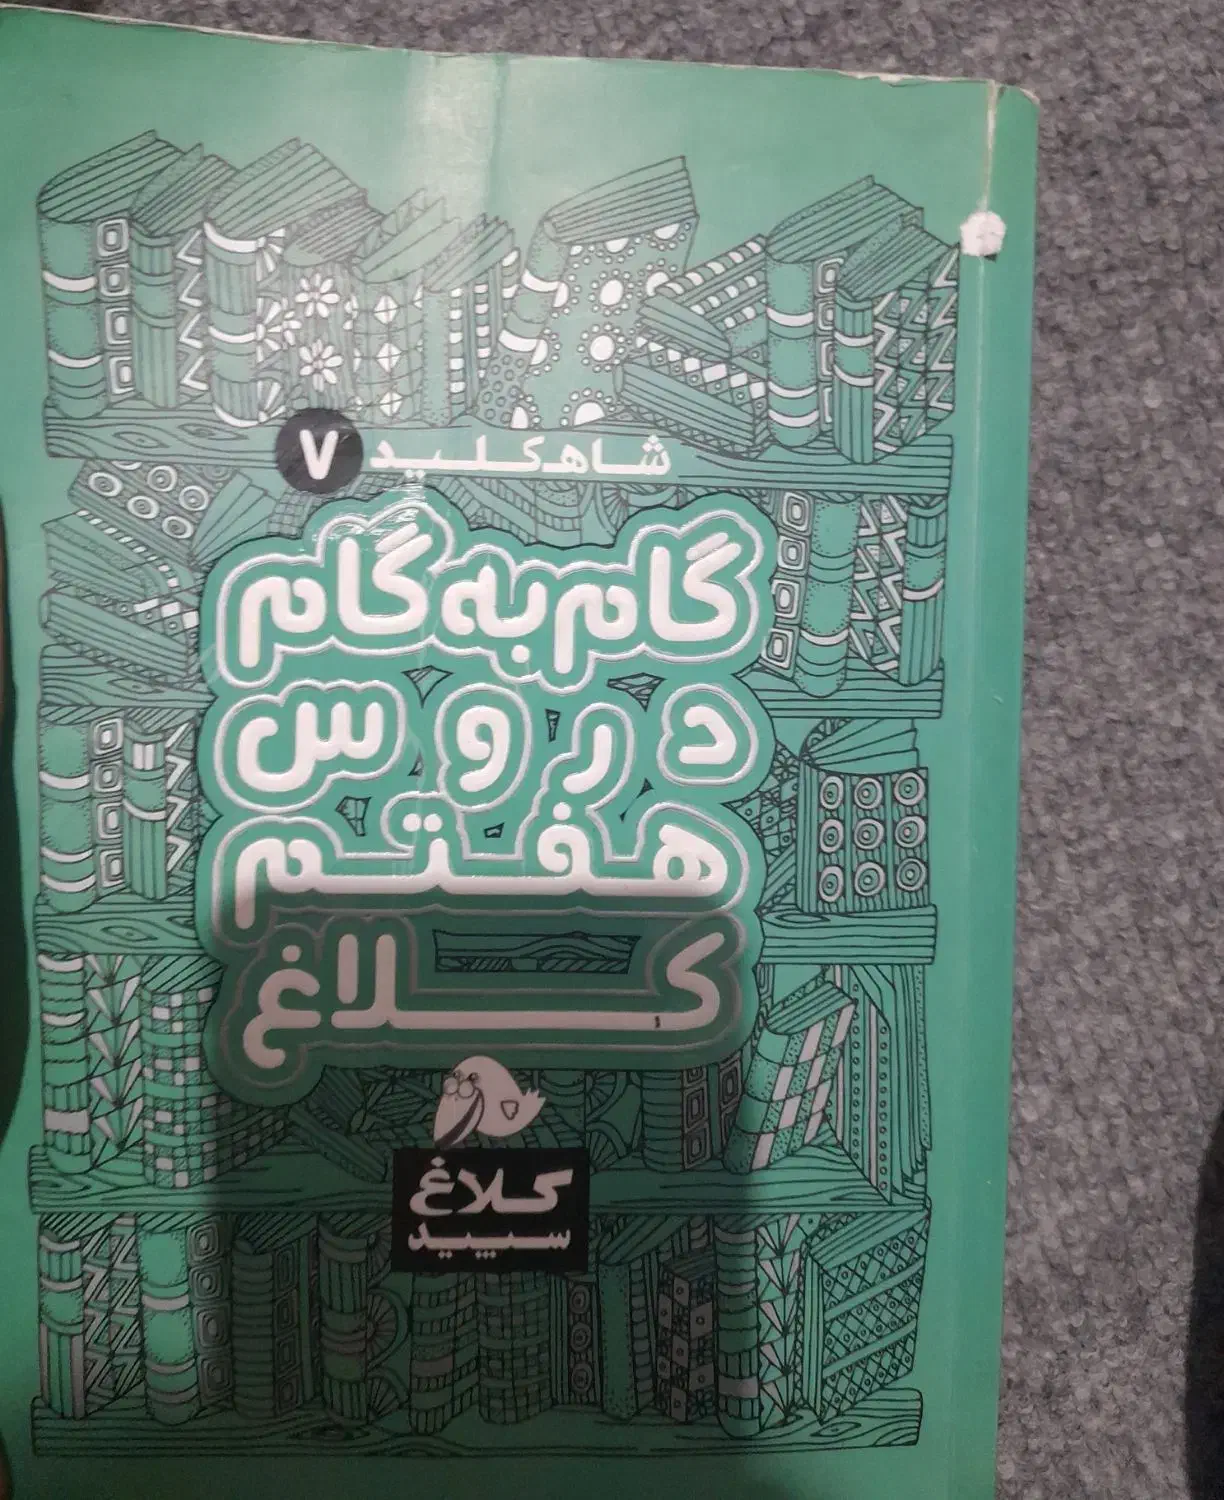 شاه‌کلید ۷
گام به گام
دروس
هفتم
کلاغ
کلاغ
سپید